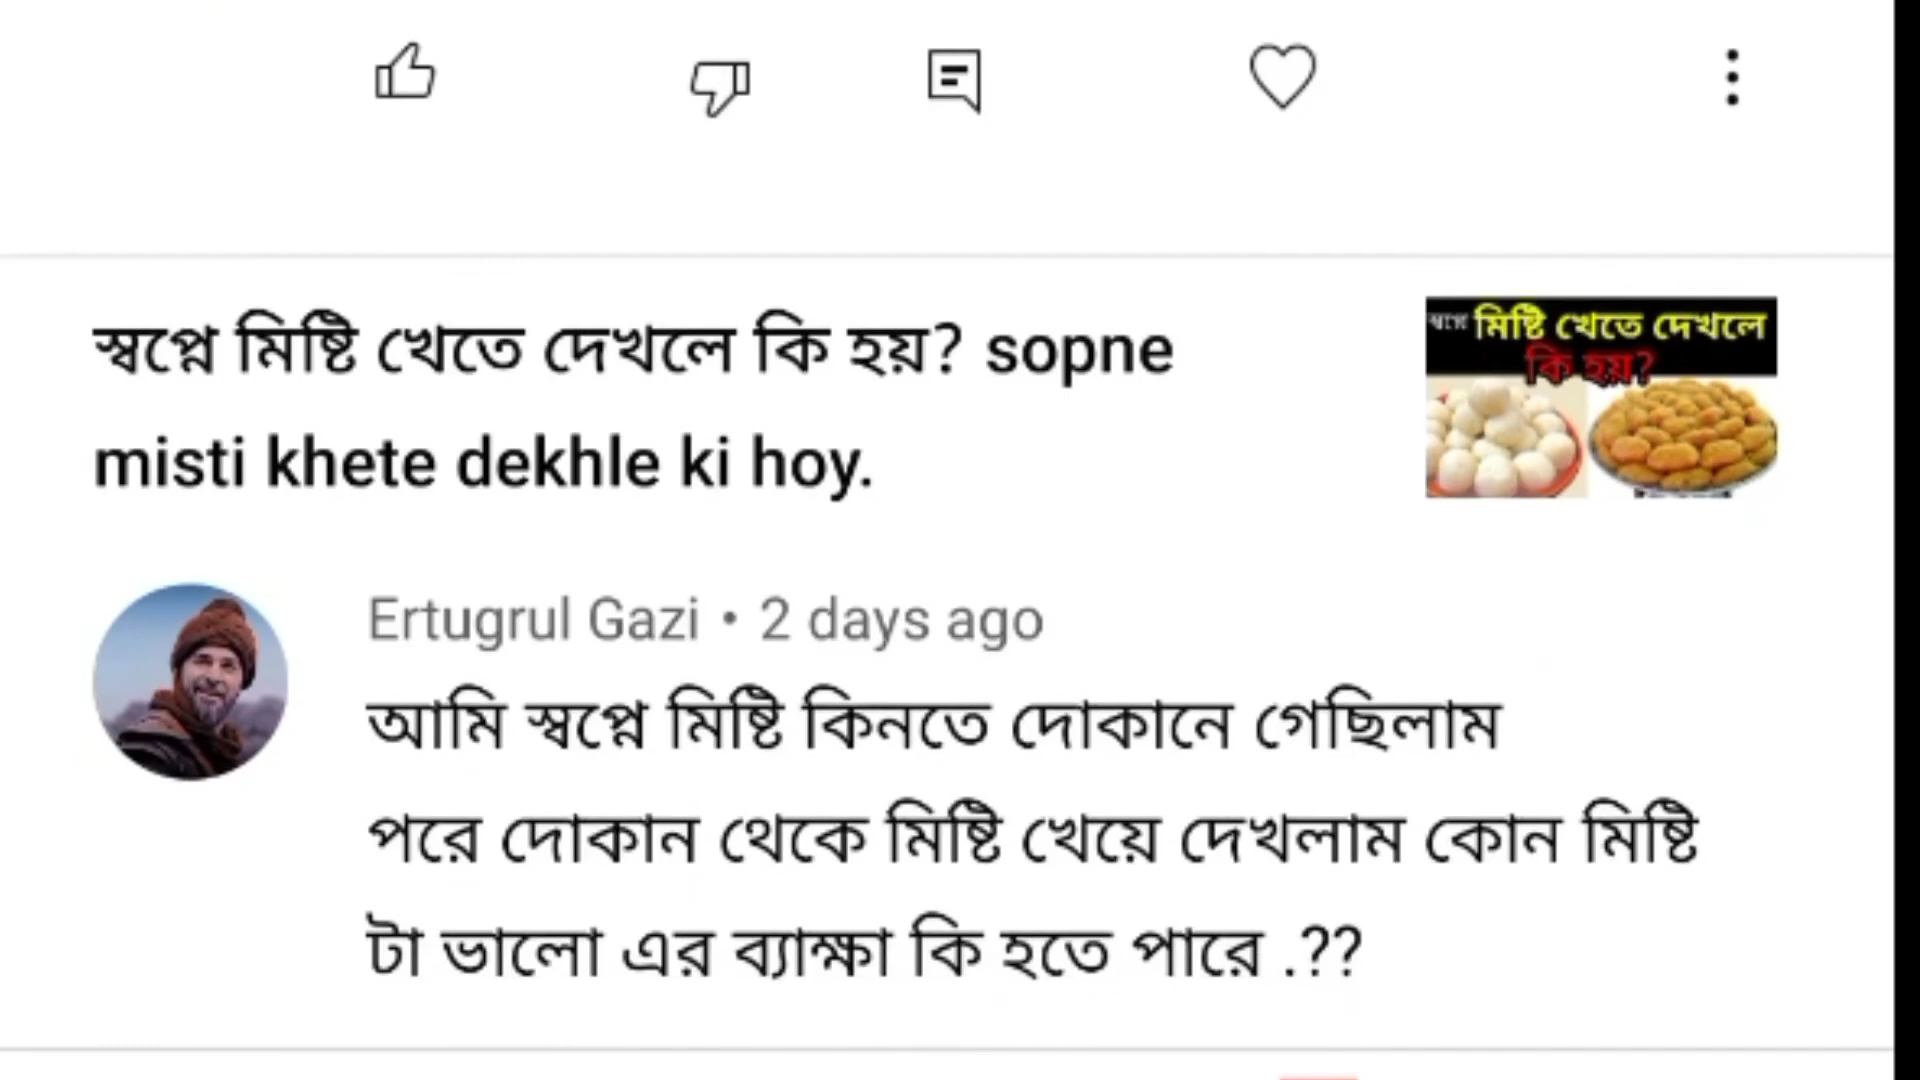 স্বপ্নে মিষ্টি খেতে দেখলে কি হয়? sopne
misti khete dekhle ki hoy.
স্বপ্নে মিষ্টি খেতে দেখলে
কি হয়?
Ertugrul Gazi • 2 days ago
আমি স্বপ্নে মিষ্টি কিনতে দোকানে গেছিলাম
পরে দোকান থেকে মিষ্টি খেয়ে দেখলাম কোন মিষ্টি
টা ভালো এর ব্যাক্ষা কি হতে পারে .??